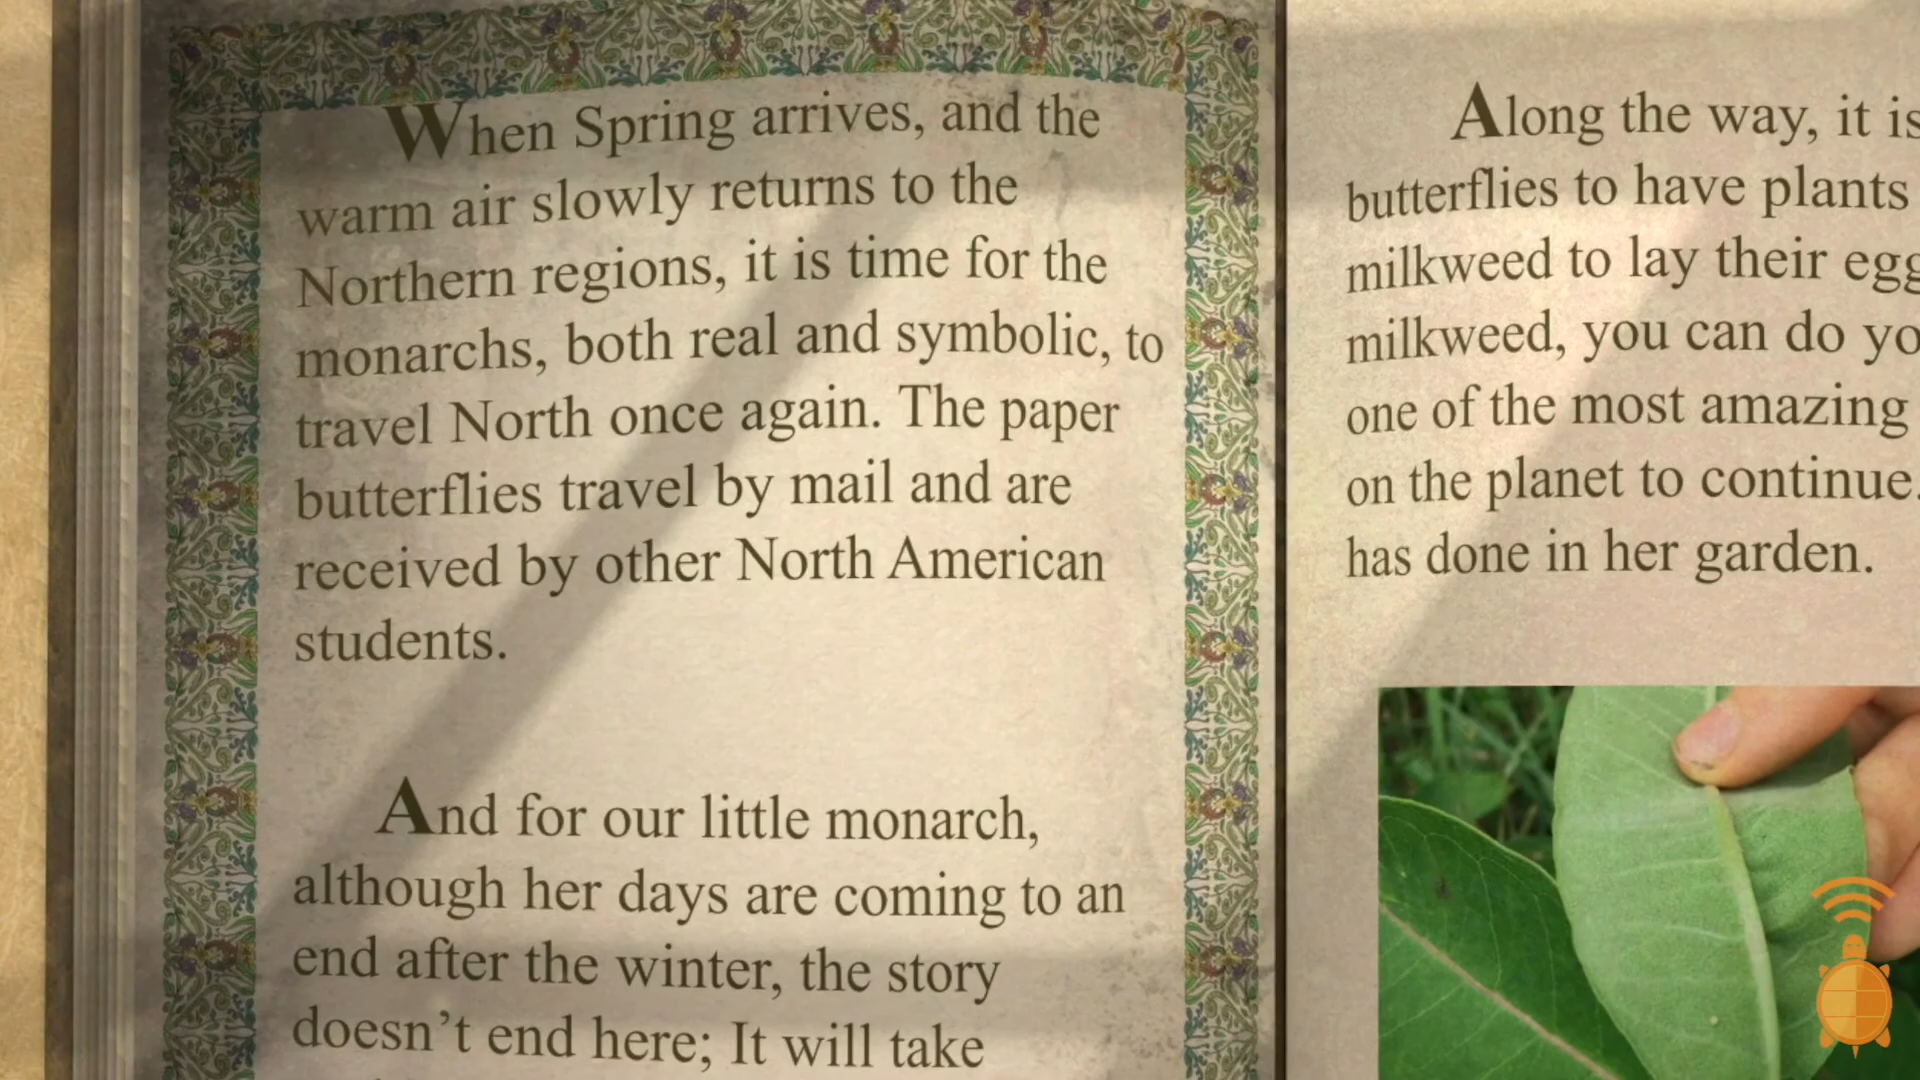 When Spring arrives, and the
warm air slowly returns to the
Northern regions, it is time for the
monarchs, both real and symbolic, to
travel North once again. The paper
butterflies travel by mail and are
received by other North American
students.
And for our little monarch,
although her days are coming to an
end after the winter, the story
doesn't end here; It will take
Along the way, it is
butterflies to have plants
milkweed to lay their egg
milkweed, you can do yo
one of the most amazing
on the planet to continue.
has done in her garden.